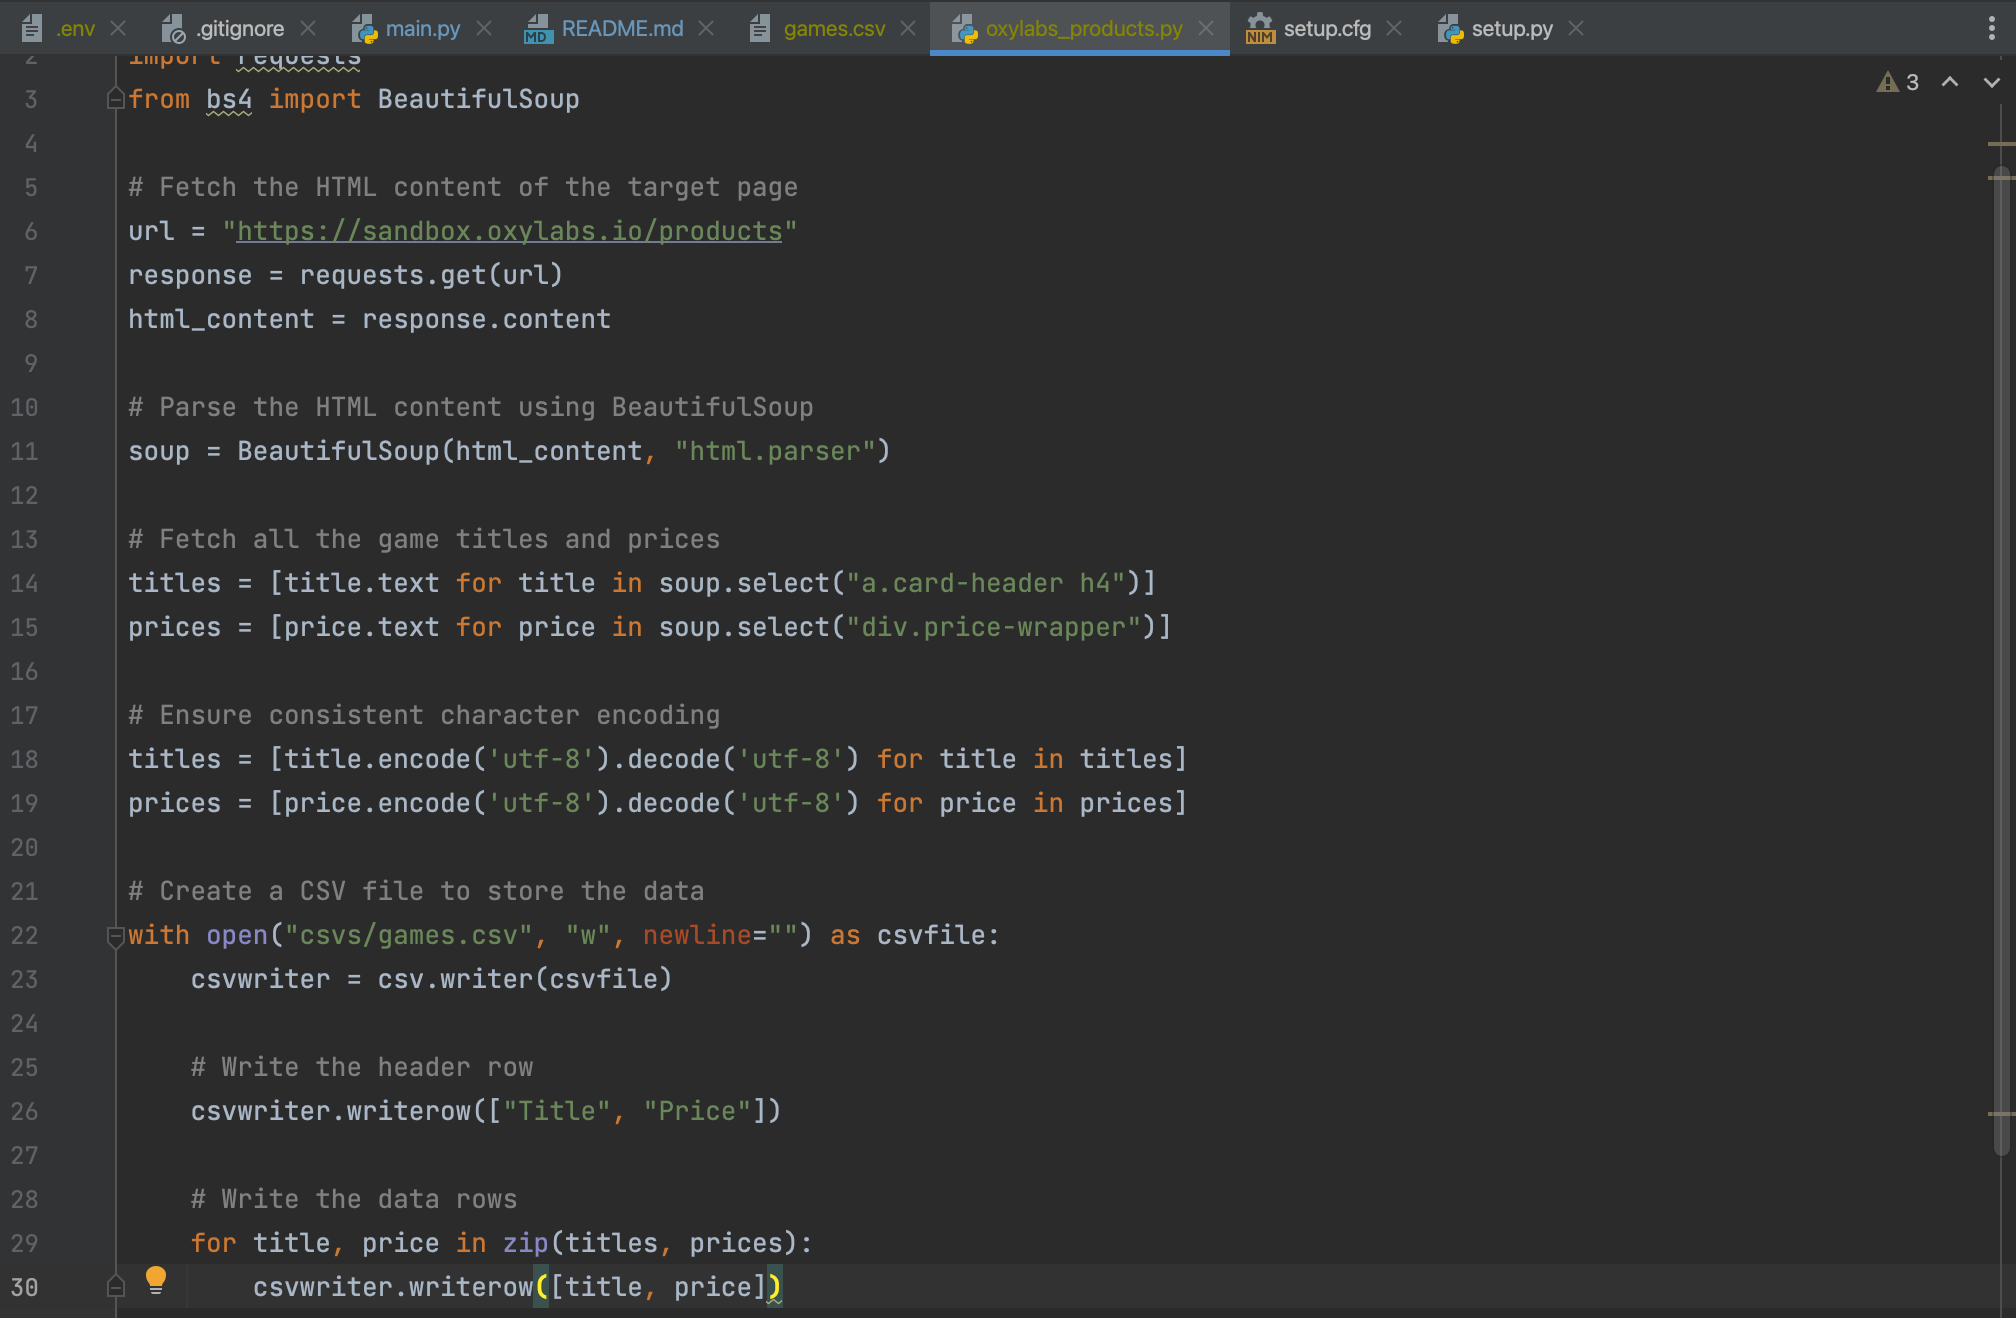 .env .gitignore main.py MD README.md games.csv oxylabs_products.py NIM setup.cfg setup.py
3
2 import requests
3 from bs4 import BeautifulSoup
4
5 # Fetch the HTML content of the target page
6 url = "https://sandbox.oxylabs.io/products"
7 response = requests.get(url)
8 html_content = response.content
9
10 # Parse the HTML content using BeautifulSoup
11 soup = BeautifulSoup(html_content, "html.parser")
12
13 # Fetch all the game titles and prices
14 titles = [title.text for title in soup.select("a.card-header h4")]
15 prices = [price.text for price in soup.select("div.price-wrapper")]
16
17 # Ensure consistent character encoding
18 titles = [title.encode('utf-8').decode('utf-8') for title in titles]
19 prices = [price.encode('utf-8').decode('utf-8') for price in prices]
20
21 # Create a CSV file to store the data
22 with open("csvs/games.csv", "w", newline="") as csvfile:
23     csvwriter = csv.writer(csvfile)
24
25     # Write the header row
26     csvwriter.writerow(["Title", "Price"])
27
28     # Write the data rows
29     for title, price in zip(titles, prices):
30         csvwriter.writerow([title, price])